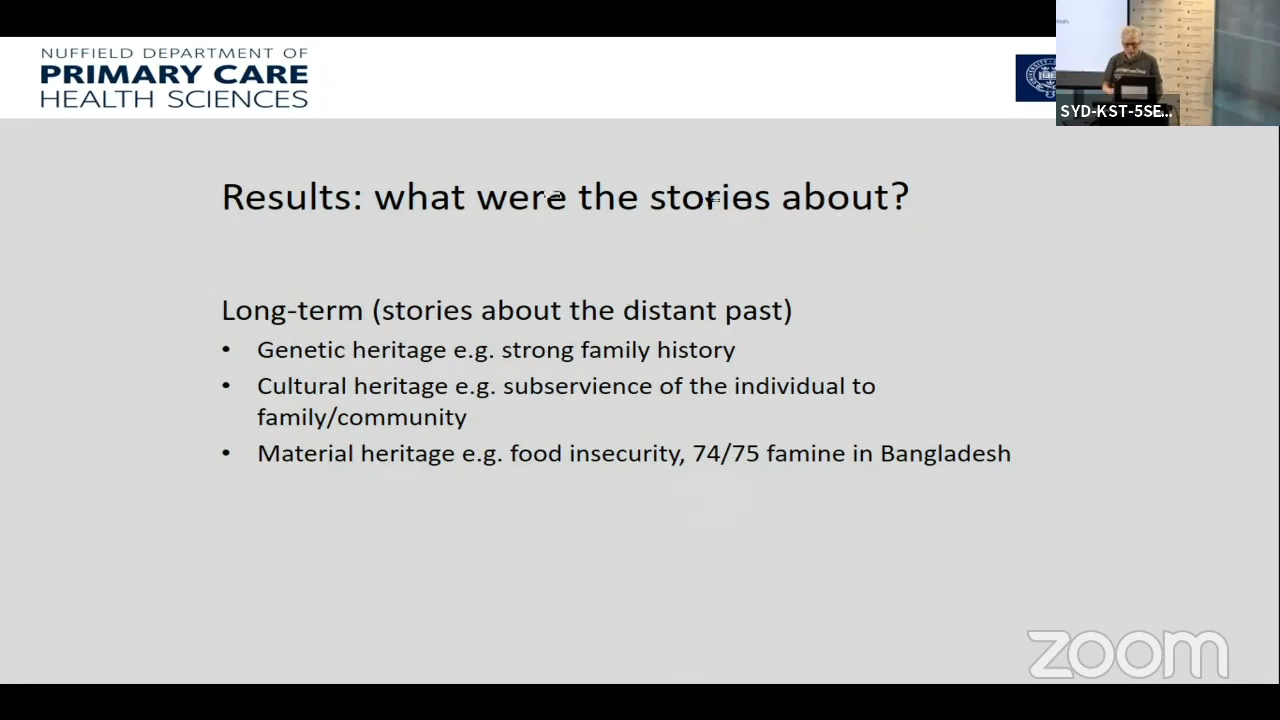 NUFFIELD DEPARTMENT OF
PRIMARY CARE
HEALTH SCIENCES
SYD-KST-5SE...
Results: what were the stories about?
Long-term (stories about the distant past)
• Genetic heritage e.g. strong family history
• Cultural heritage e.g. subservience of the individual to
family/community
• Material heritage e.g. food insecurity, 74/75 famine in Bangladesh
zoom